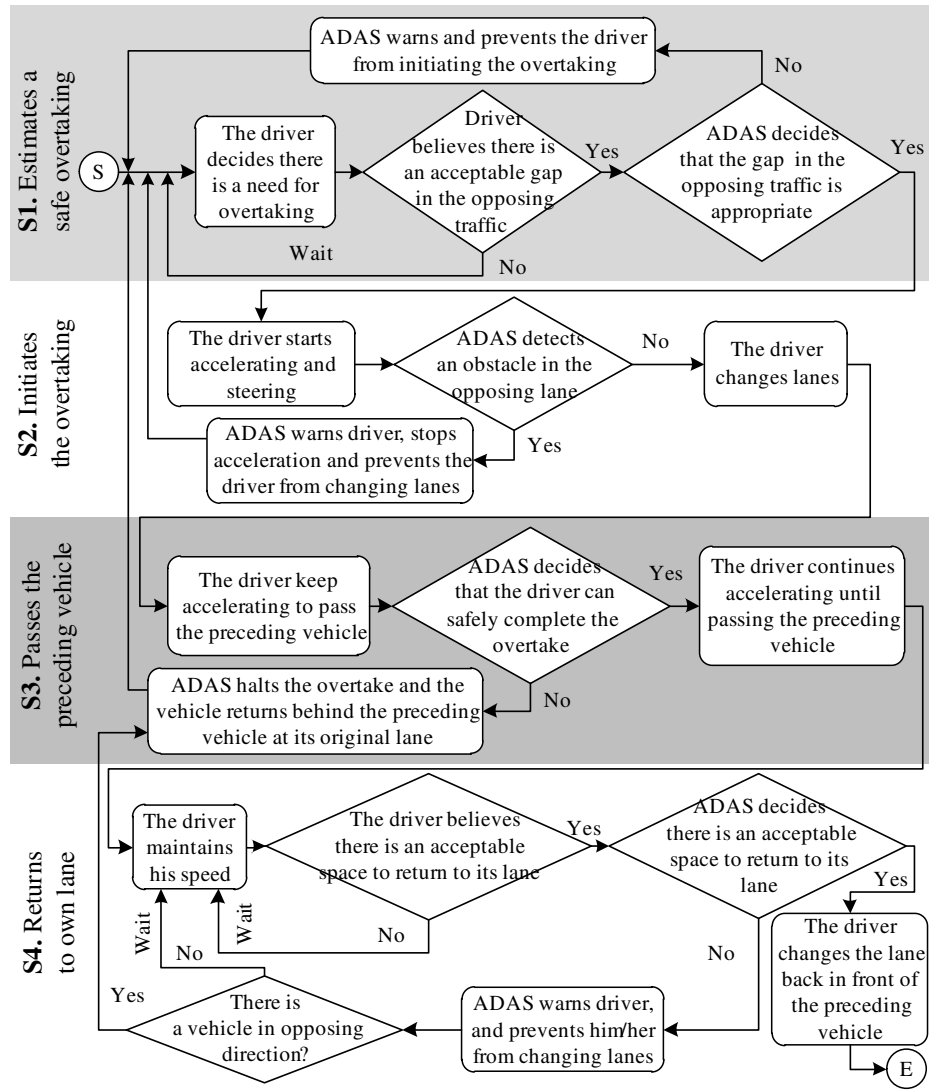 S1. Estimates a
safe overtaking
ADAS warns and prevents the driver
from initiating the overtaking
No
S
The driver
decides there
is a need for
overtaking
Driver
believes there is
an acceptable gap
in the opposing
traffic
Yes
ADAS decides
that the gap in the
opposing traffic is
appropriate
Yes
Wait
No
S2. Initiates
the overtaking
The driver starts
accelerating and
steering
ADAS detects
an obstacle in the
opposing lane
No
The driver
changes lanes
Yes
ADAS warns driver, stops
acceleration and prevents the
driver from changing lanes
S3. Passes the
preceding vehicle
The driver keep
accelerating to pass
the preceding vehicle
ADAS decides
that the driver can
safely complete the
overtake
Yes
The driver continues
accelerating until
passing the preceding
vehicle
No
ADAS halts the overtake and the
vehicle returns behind the preceding
vehicle at its original lane
S4. Returns
to own lane
The driver
maintains
his speed
The driver believes
there is an acceptable
space to return to its lane
Yes
ADAS decides
there is an acceptable
space to return to its
lane
Yes
Wait
Wait
No
No
No
The driver
changes the lane
back in front of
the preceding
vehicle
Yes
There is
a vehicle in opposing
direction?
ADAS warns driver,
and prevents him/her
from changing lanes
E